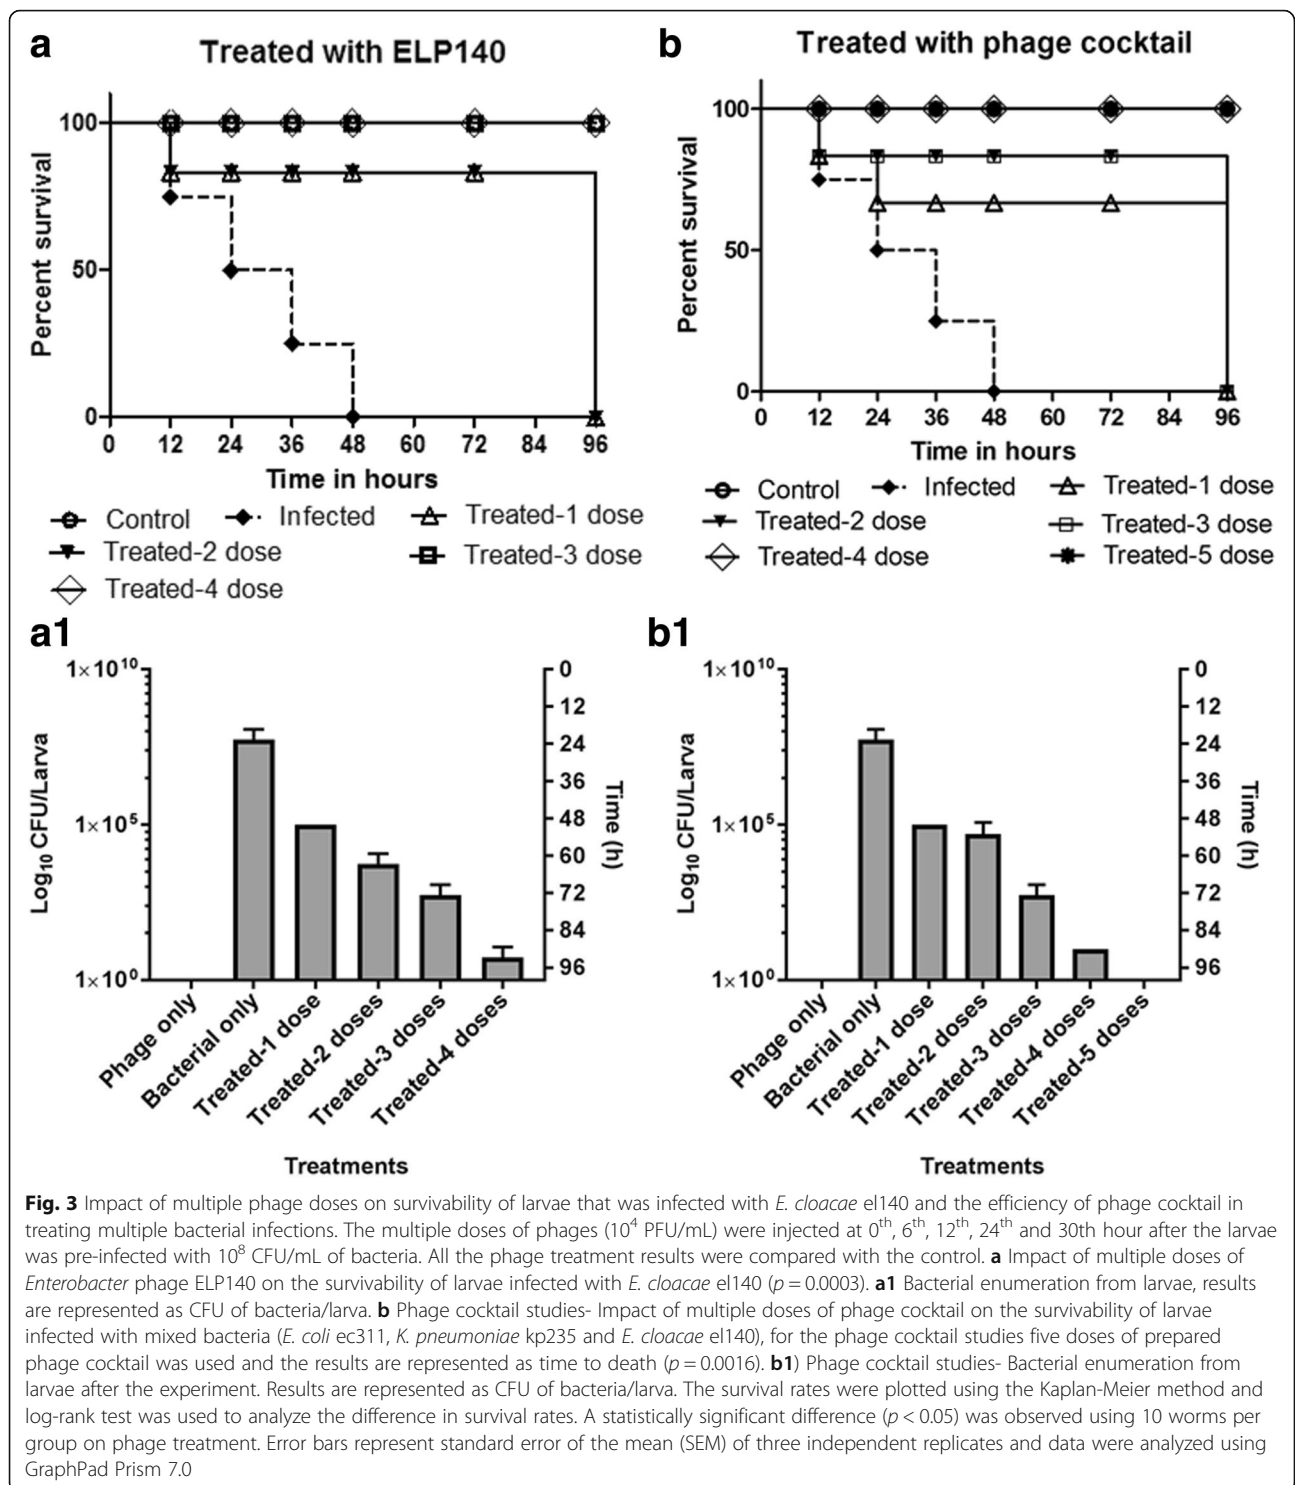 a
Treated with ELP140
Percent survival
100
50
0
0 12 24 36 48 60 72 84 96
Time in hours
Control Infected Treated-1 dose
Treated-2 dose Treated-3 dose
Treated-4 dose
b
Treated with phage cocktail
Percent survival
100
50
0
0 12 24 36 48 60 72 84 96
Time in hours
Control Infected Treated-1 dose
Treated-2 dose Treated-3 dose
Treated-4 dose Treated-5 dose
a1
Log₁₀ CFU/Larva
1×10¹⁰
1×10⁵
1×10⁰
0
12
24
36
48
60
72
84
96
Time (h)
Phage only
Bacterial only
Treated-1 dose
Treated-2 doses
Treated-3 doses
Treated-4 doses
Treatments
b1
Log₁₀ CFU/Larva
1×10¹⁰
1×10⁵
1×10⁰
0
12
24
36
48
60
72
84
96
Time (h)
Phage only
Bacterial only
Treated-1 dose
Treated-2 doses
Treated-3 doses
Treated-4 doses
Treated-5 doses
Treatments
Fig. 3 Impact of multiple phage doses on survivability of larvae that was infected with E. cloacae el140 and the efficiency of phage cocktail in
treating multiple bacterial infections. The multiple doses of phages (10⁴ PFU/mL) were injected at 0ᵗʰ, 6ᵗʰ, 12ᵗʰ, 24ᵗʰ and 30th hour after the larvae
was pre-infected with 10⁸ CFU/mL of bacteria. All the phage treatment results were compared with the control. a Impact of multiple doses of
Enterobacter phage ELP140 on the survivability of larvae infected with E. cloacae el140 (p = 0.0003). a1 Bacterial enumeration from larvae, results
are represented as CFU of bacteria/larva. b Phage cocktail studies- Impact of multiple doses of phage cocktail on the survivability of larvae
infected with mixed bacteria (E. coli ec311, K. pneumoniae kp235 and E. cloacae el140), for the phage cocktail studies five doses of prepared
phage cocktail was used and the results are represented as time to death (p = 0.0016). b1) Phage cocktail studies- Bacterial enumeration from
larvae after the experiment. Results are represented as CFU of bacteria/larva. The survival rates were plotted using the Kaplan-Meier method and
log-rank test was used to analyze the difference in survival rates. A statistically significant difference (p < 0.05) was observed using 10 worms per
group on phage treatment. Error bars represent standard error of the mean (SEM) of three independent replicates and data were analyzed using
GraphPad Prism 7.0